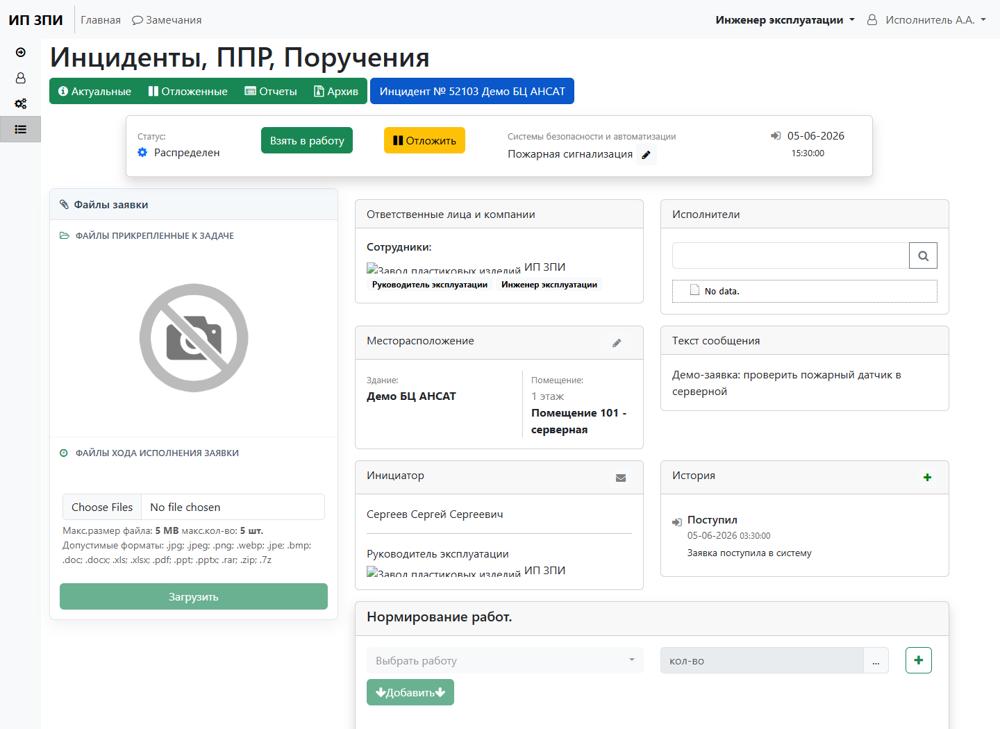 ИП ЗПИ
Главная
Замечания
Инженер эксплуатации
Исполнитель А.А.
Инциденты, ППР, Поручения
Актуальные
Отложенные
Отчеты
Архив
Инцидент № 52103 Демо БЦ АНСАТ
Статус:
Распределен
Взять в работу
Отложить
Системы безопасности и автоматизации
Пожарная сигнализация
05-06-2026
15:30:00
Файлы заявки
ФАЙЛЫ ПРИКРЕПЛЕННЫЕ К ЗАДАЧЕ
ФАЙЛЫ ХОДА ИСПОЛНЕНИЯ ЗАЯВКИ
Choose Files No file chosen
Макс.размер файла: 5 MB макс.кол-во: 5 шт.
Допустимые форматы: .jpg; .jpeg; .png; .webp; .jpe; .bmp;
.doc; .docx; .xls; .xlsx; .pdf; .ppt; .pptx; .rar; .zip; .7z
Загрузить
Ответственные лица и компании
Сотрудники:
Завод пластиковых изделий ИП ЗПИ
Руководитель эксплуатации Инженер эксплуатации
Исполнители
No data.
Месторасположение
Здание:
Демо БЦ АНСАТ
Помещение:
1 этаж
Помещение 101 -
серверная
Текст сообщения
Демо-заявка: проверить пожарный датчик в
серверной
Инициатор
Сергеев Сергей Сергеевич
Руководитель эксплуатации
Завод пластиковых изделий ИП ЗПИ
История
Поступил
05-06-2026 03:30:00
Заявка поступила в систему
Нормирование работ.
Выбрать работу
кол-во
...
Добавить